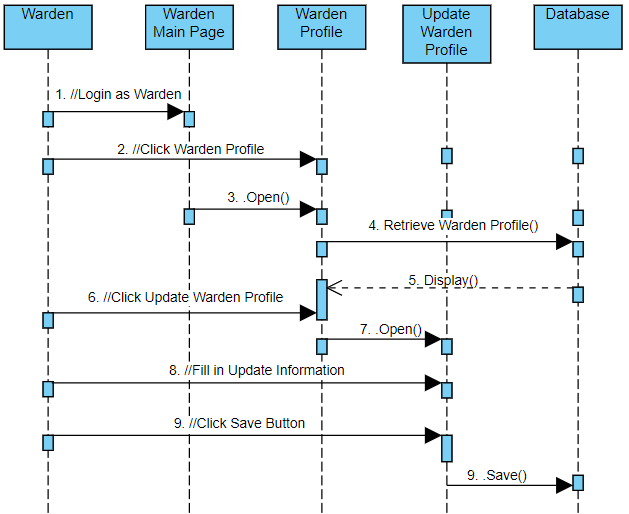 Warden
Warden
Main Page
Warden
Profile
Update
Warden
Profile
Database
1. //Login as Warden
2. //Click Warden Profile
3. .Open()
4. Retrieve Warden Profile()
5. Display()
6. //Click Update Warden Profile
7. .Open()
8. //Fill in Update Information
9. //Click Save Button
9. .Save()